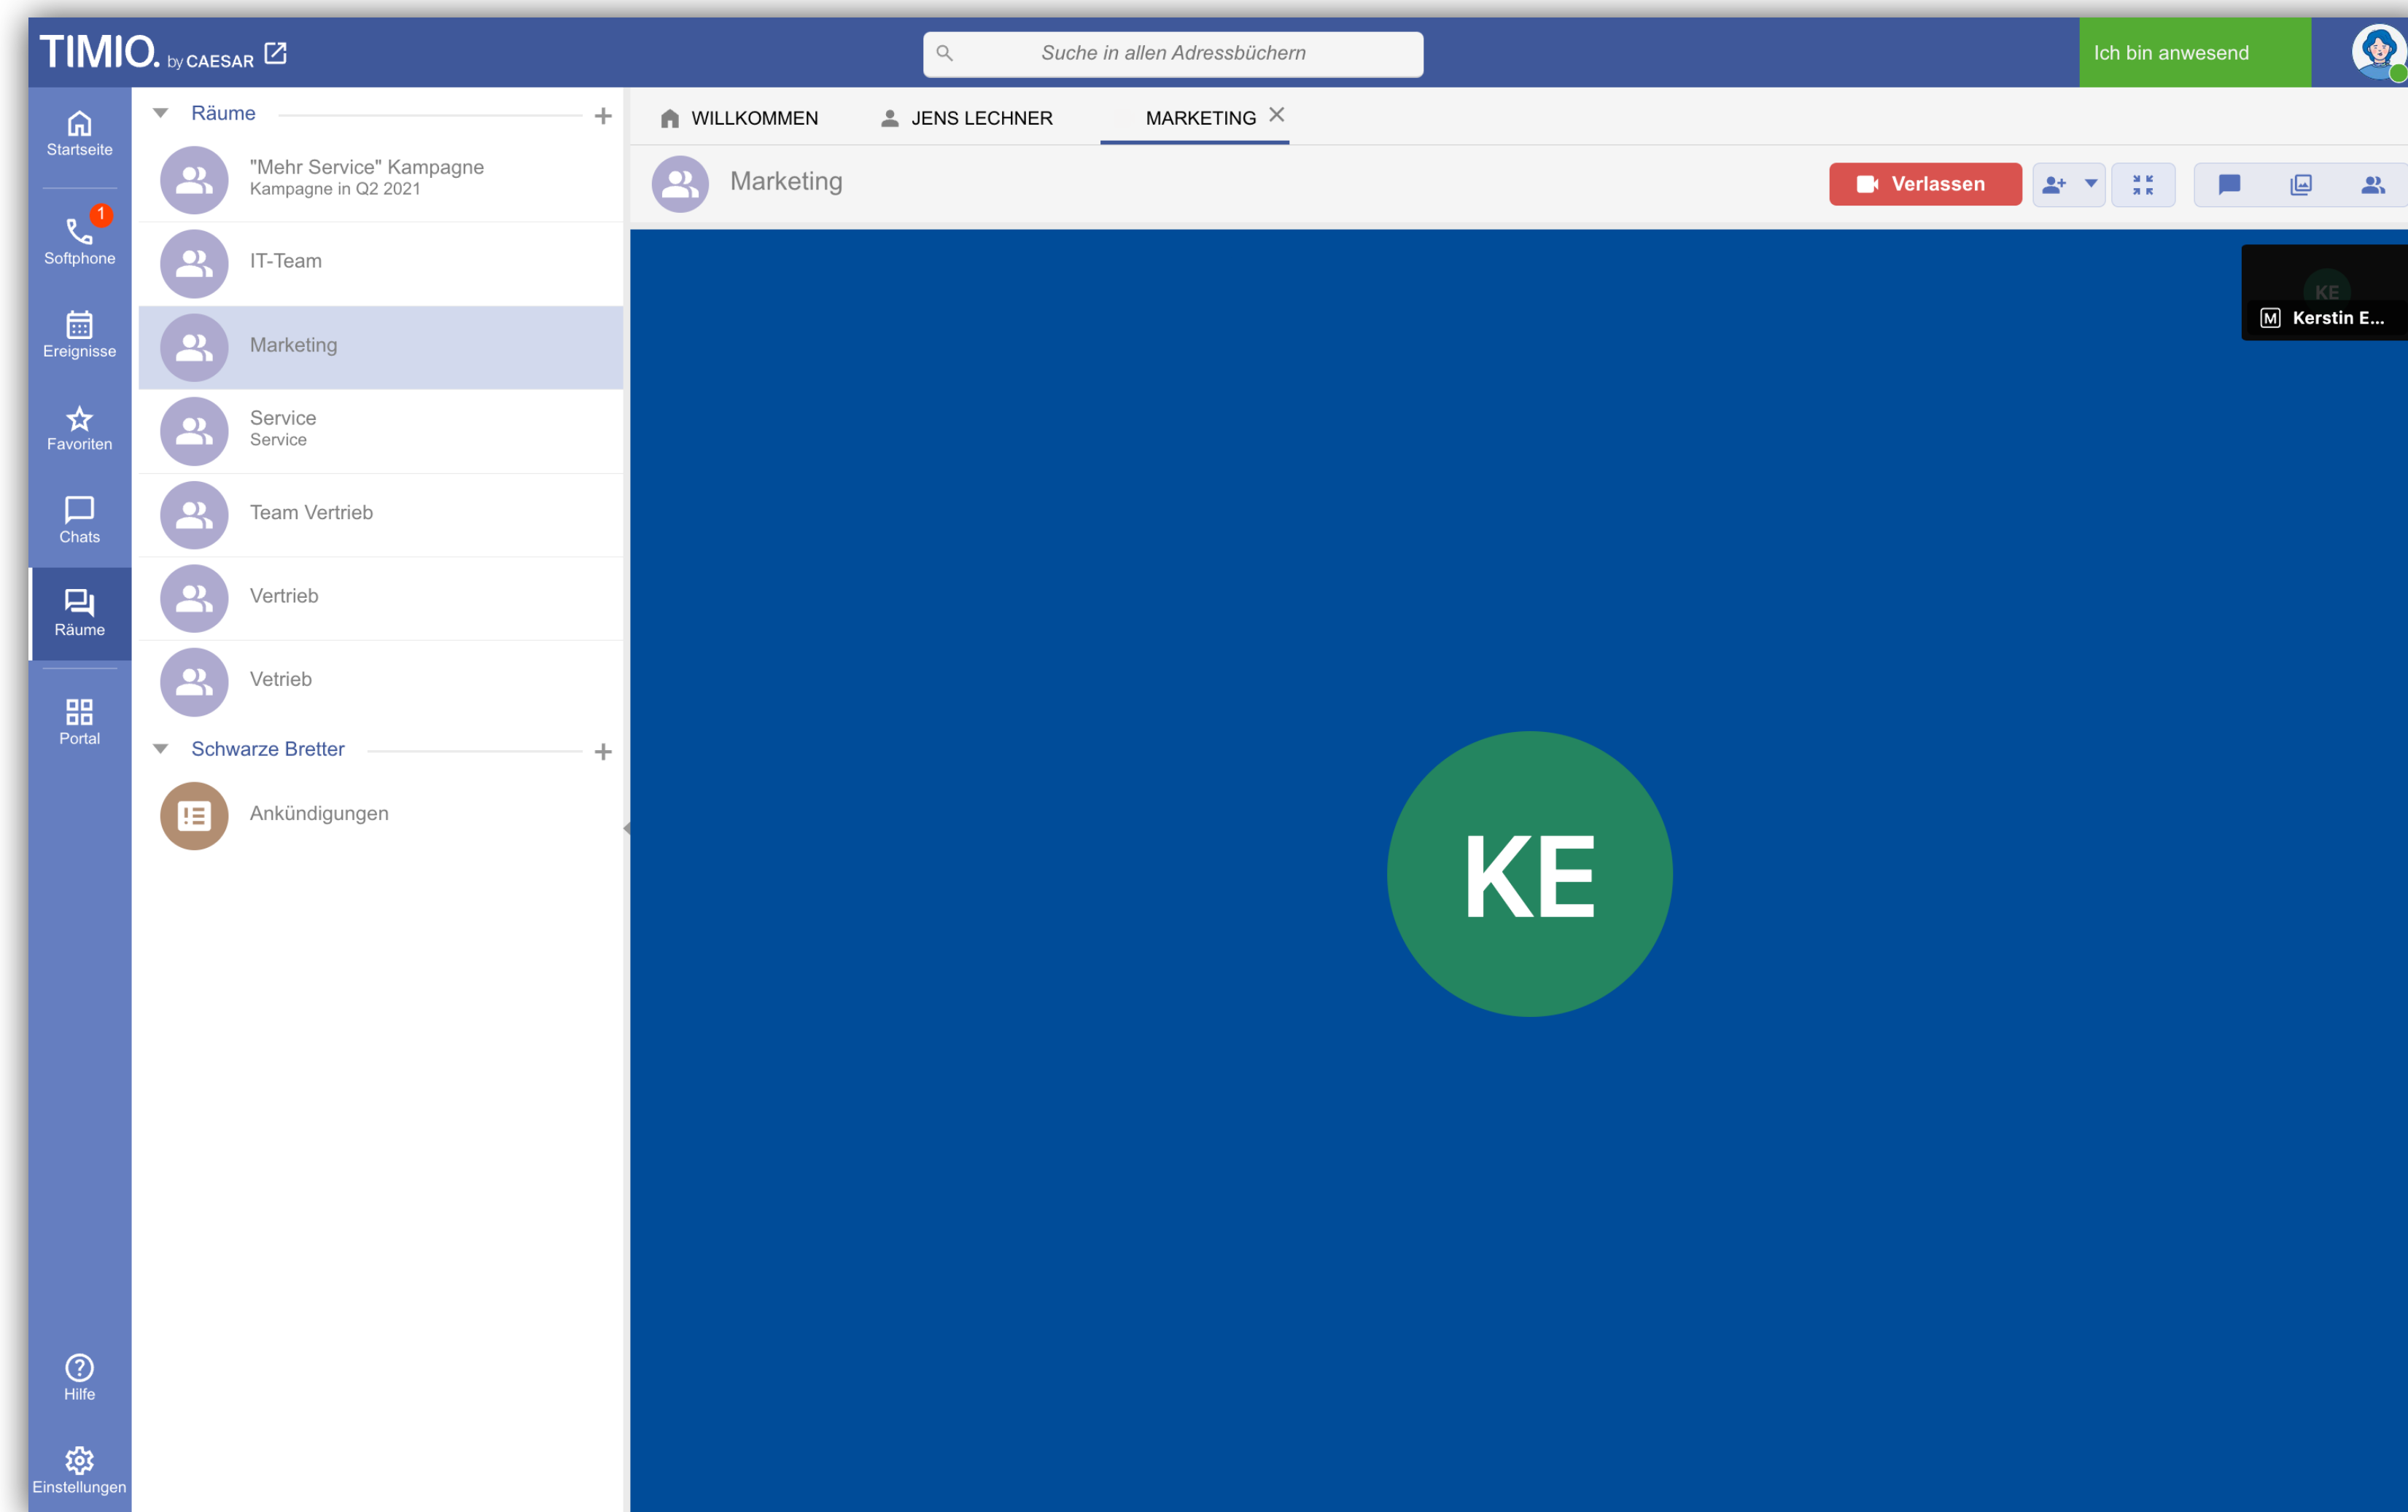 TIMIO. by CAESAR
Suche in allen Adressbüchern
Ich bin anwesend
Startseite
1
Softphone
Ereignisse
Favoriten
Chats
Räume
Portal
Hilfe
Einstellungen
Räume
"Mehr Service" Kampagne
Kampagne in Q2 2021
IT-Team
Marketing
Service
Service
Team Vertrieb
Vertrieb
Vetrieb
Schwarze Bretter
Ankündigungen
WILLKOMMEN
JENS LECHNER
MARKETING
Marketing
Verlassen
KE
M Kerstin E...
KE